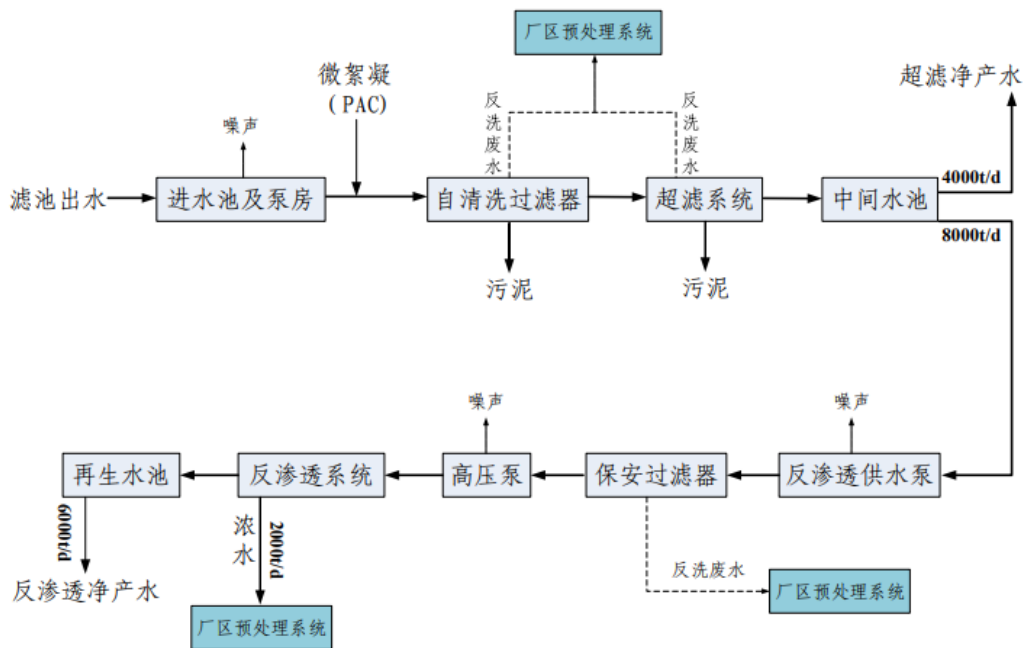 厂区预处理系统
微絮凝
(PAC)
超滤净产水
噪声
反洗废水
反洗废水
滤池出水
进水池及泵房
自清洗过滤器
超滤系统
中间水池
4000t/d
8000t/d
污泥
污泥
噪声
噪声
再生水池
反渗透系统
高压泵
保安过滤器
反渗透供水泵
6000t/d
浓水
2000t/d
反洗废水
反渗透净产水
厂区预处理系统
厂区预处理系统